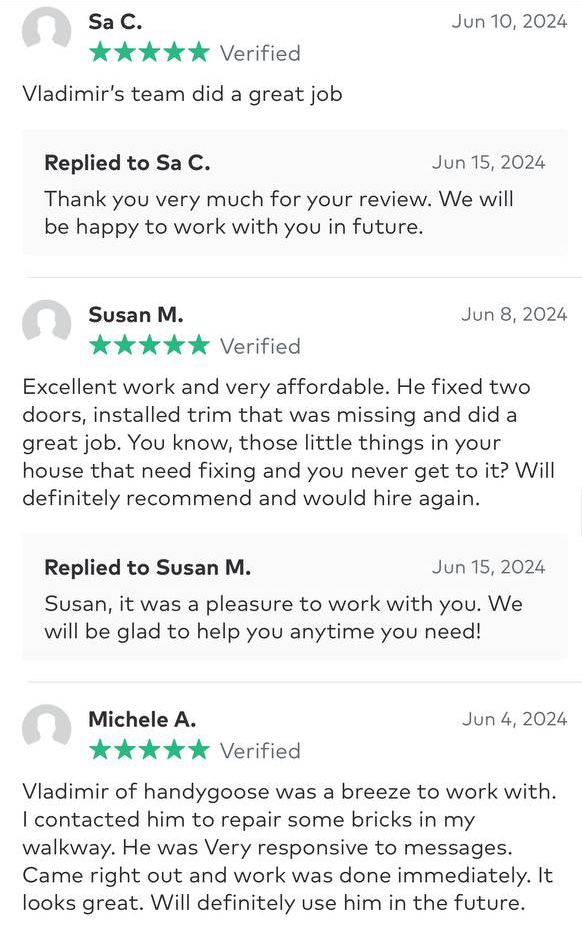 Sa C.
Jun 10, 2024
Verified
Vladimir's team did a great job
Replied to Sa C.
Jun 15, 2024
Thank you very much for your review. We will
be happy to work with you in future.
Susan M.
Jun 8, 2024
Verified
Excellent work and very affordable. He fixed two
doors, installed trim that was missing and did a
great job. You know, those little things in your
house that need fixing and you never get to it? Will
definitely recommend and would hire again.
Replied to Susan M.
Jun 15, 2024
Susan, it was a pleasure to work with you. We
will be glad to help you anytime you need!
Michele A.
Jun 4, 2024
Verified
Vladimir of handygoose was a breeze to work with.
I contacted him to repair some bricks in my
walkway. He was Very responsive to messages.
Came right out and work was done immediately. It
looks great. Will definitely use him in the future.